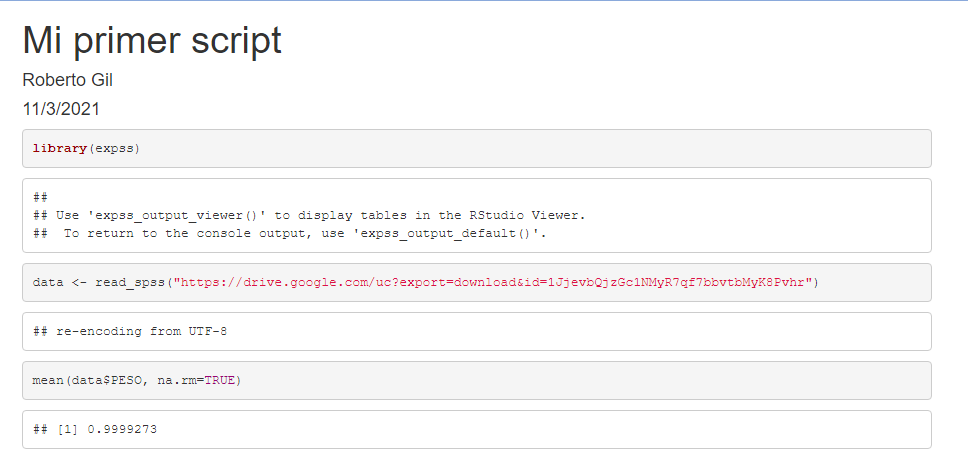 Mi primer script
Roberto Gil
11/3/2021
library(expss)
##
## Use 'expss_output_viewer()' to display tables in the RStudio Viewer.
##  To return to the console output, use 'expss_output_default()'.
data <- read_spss("https://drive.google.com/uc?export=download&id=1JjevbQjzGc1NMyR7qf7bbvtbMyK8Pvhr")
## re-encoding from UTF-8
mean(data$PESO, na.rm=TRUE)
## [1] 0.9999273